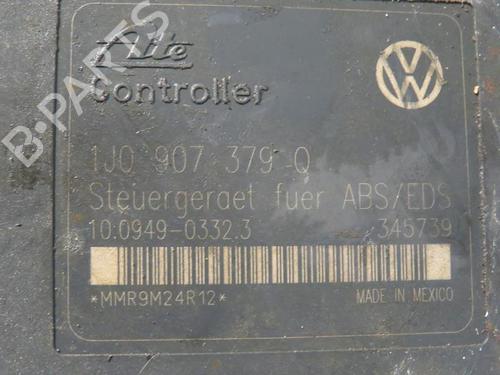 Ate
Controller
1J0 907 379 Q
Steuergeraet fuer ABS/EDS
10.0949-0332.3 345739
*MMR9M24R12*
MADE IN MEXICO
B-PARTS